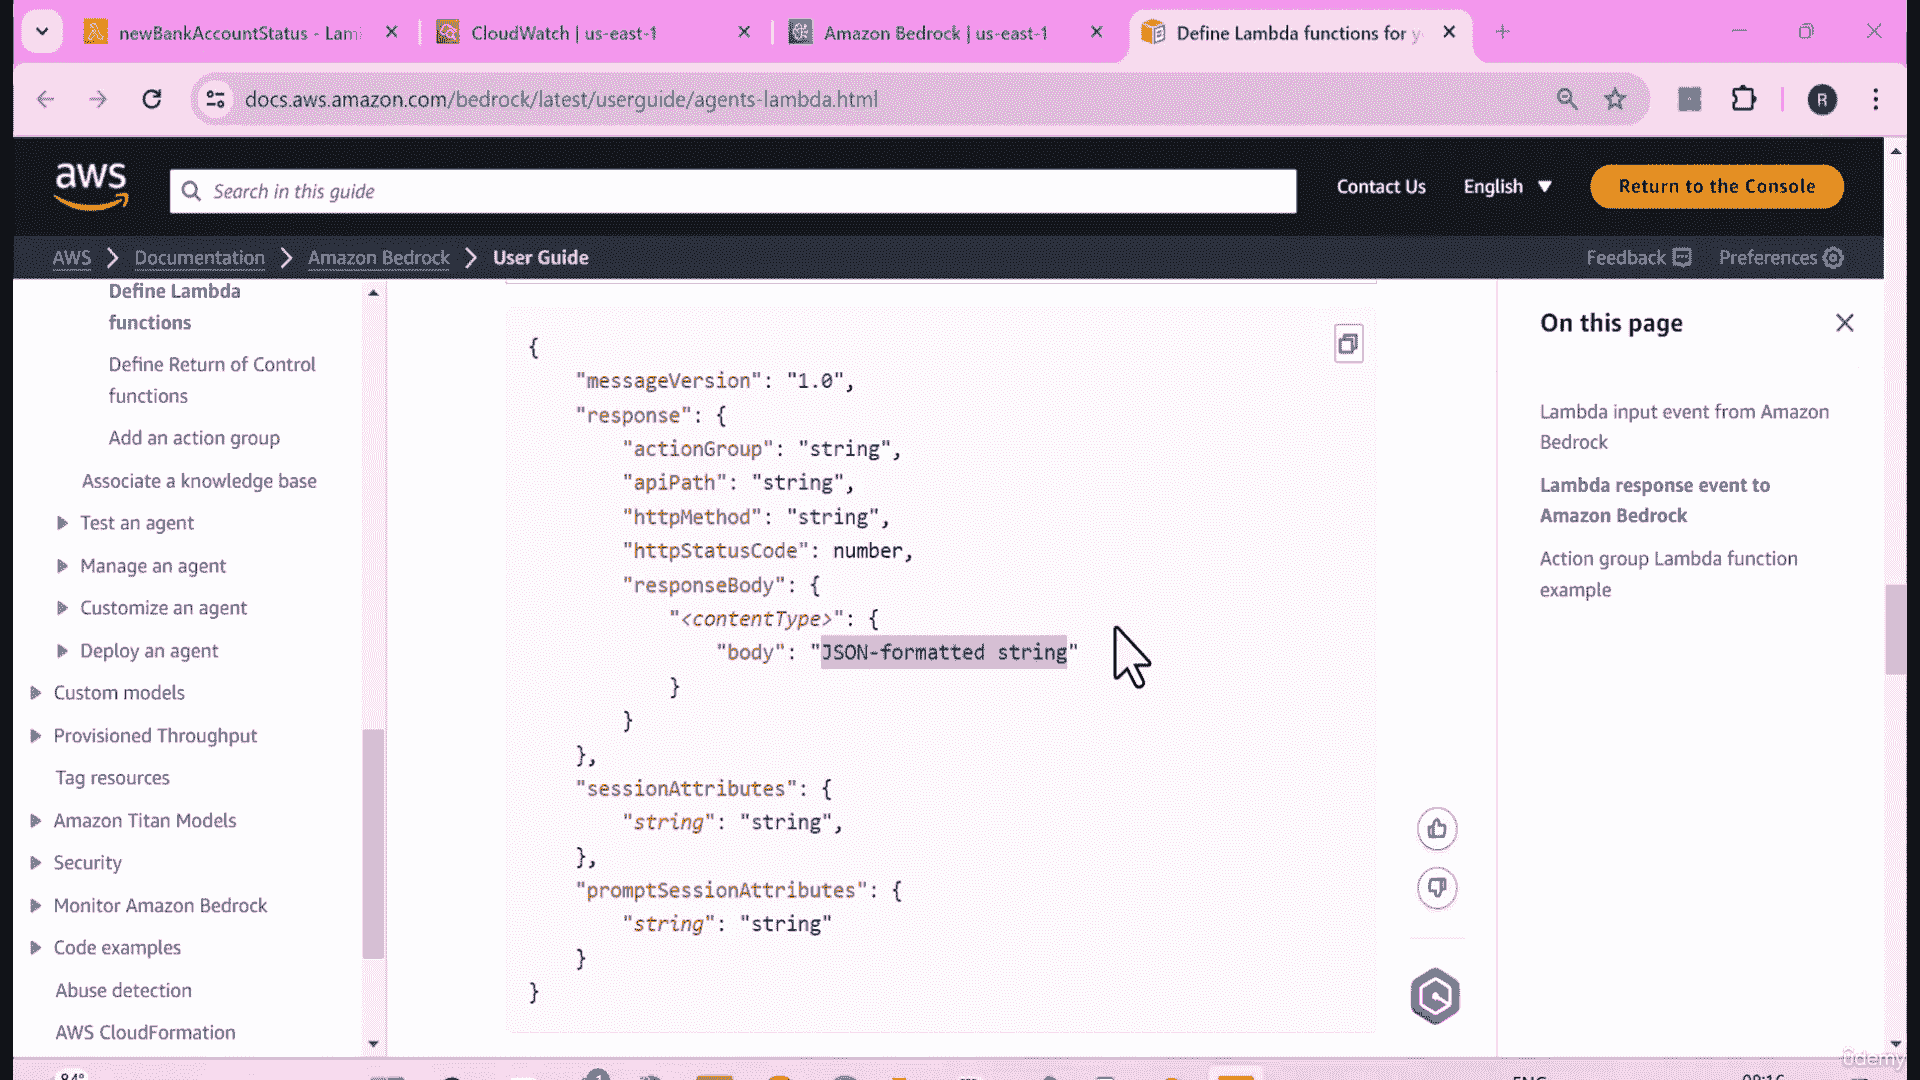 newBankAccountStatus - Lam
CloudWatch | us-east-1
Amazon Bedrock | us-east-1
Define Lambda functions for y
docs.aws.amazon.com/bedrock/latest/userguide/agents-lambda.html
R
aws
Search in this guide
Contact Us
English
Return to the Console
AWS
Documentation
Amazon Bedrock
User Guide
Feedback
Preferences
Define Lambda
functions
Define Return of Control
functions
Add an action group
Associate a knowledge base
Test an agent
Manage an agent
Customize an agent
Deploy an agent
Custom models
Provisioned Throughput
Tag resources
Amazon Titan Models
Security
Monitor Amazon Bedrock
Code examples
Abuse detection
AWS CloudFormation
{
"messageVersion": "1.0",
"response": {
"actionGroup": "string",
"apiPath": "string",
"httpMethod": "string",
"httpStatusCode": number,
"responseBody": {
"<contentType>": {
"body": "JSON-formatted string"
}
}
},
"sessionAttributes": {
"string": "string",
},
"promptSessionAttributes": {
"string": "string"
}
}
On this page
Lambda input event from Amazon
Bedrock
Lambda response event to
Amazon Bedrock
Action group Lambda function
example
84°
1
ENG
08:16
ûdemy